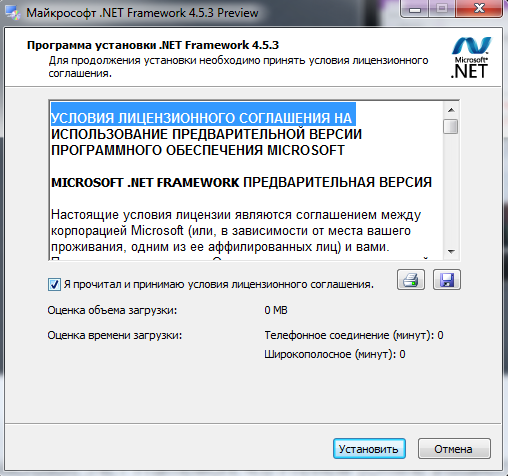 Майкрософт .NET Framework 4.5.3 Preview
Программа установки .NET Framework 4.5.3
Для продолжения установки необходимо принять условия лицензионного
соглашения.
Microsoft®
.NET
УСЛОВИЯ ЛИЦЕНЗИОННОГО СОГЛАШЕНИЯ НА
ИСПОЛЬЗОВАНИЕ ПРЕДВАРИТЕЛЬНОЙ ВЕРСИИ
ПРОГРАММНОГО ОБЕСПЕЧЕНИЯ MICROSOFT
MICROSOFT .NET FRAMEWORK ПРЕДВАРИТЕЛЬНАЯ ВЕРСИЯ
Настоящие условия лицензии являются соглашением между
корпорацией Microsoft (или, в зависимости от места вашего
проживания, одним из ее аффилированных лиц) и вами.
Я прочитал и принимаю условия лицензионного соглашения.
Оценка объема загрузки: 0 MB
Оценка времени загрузки: Телефонное соединение (минут): 0
Широкополосное (минут): 0
Установить Отмена